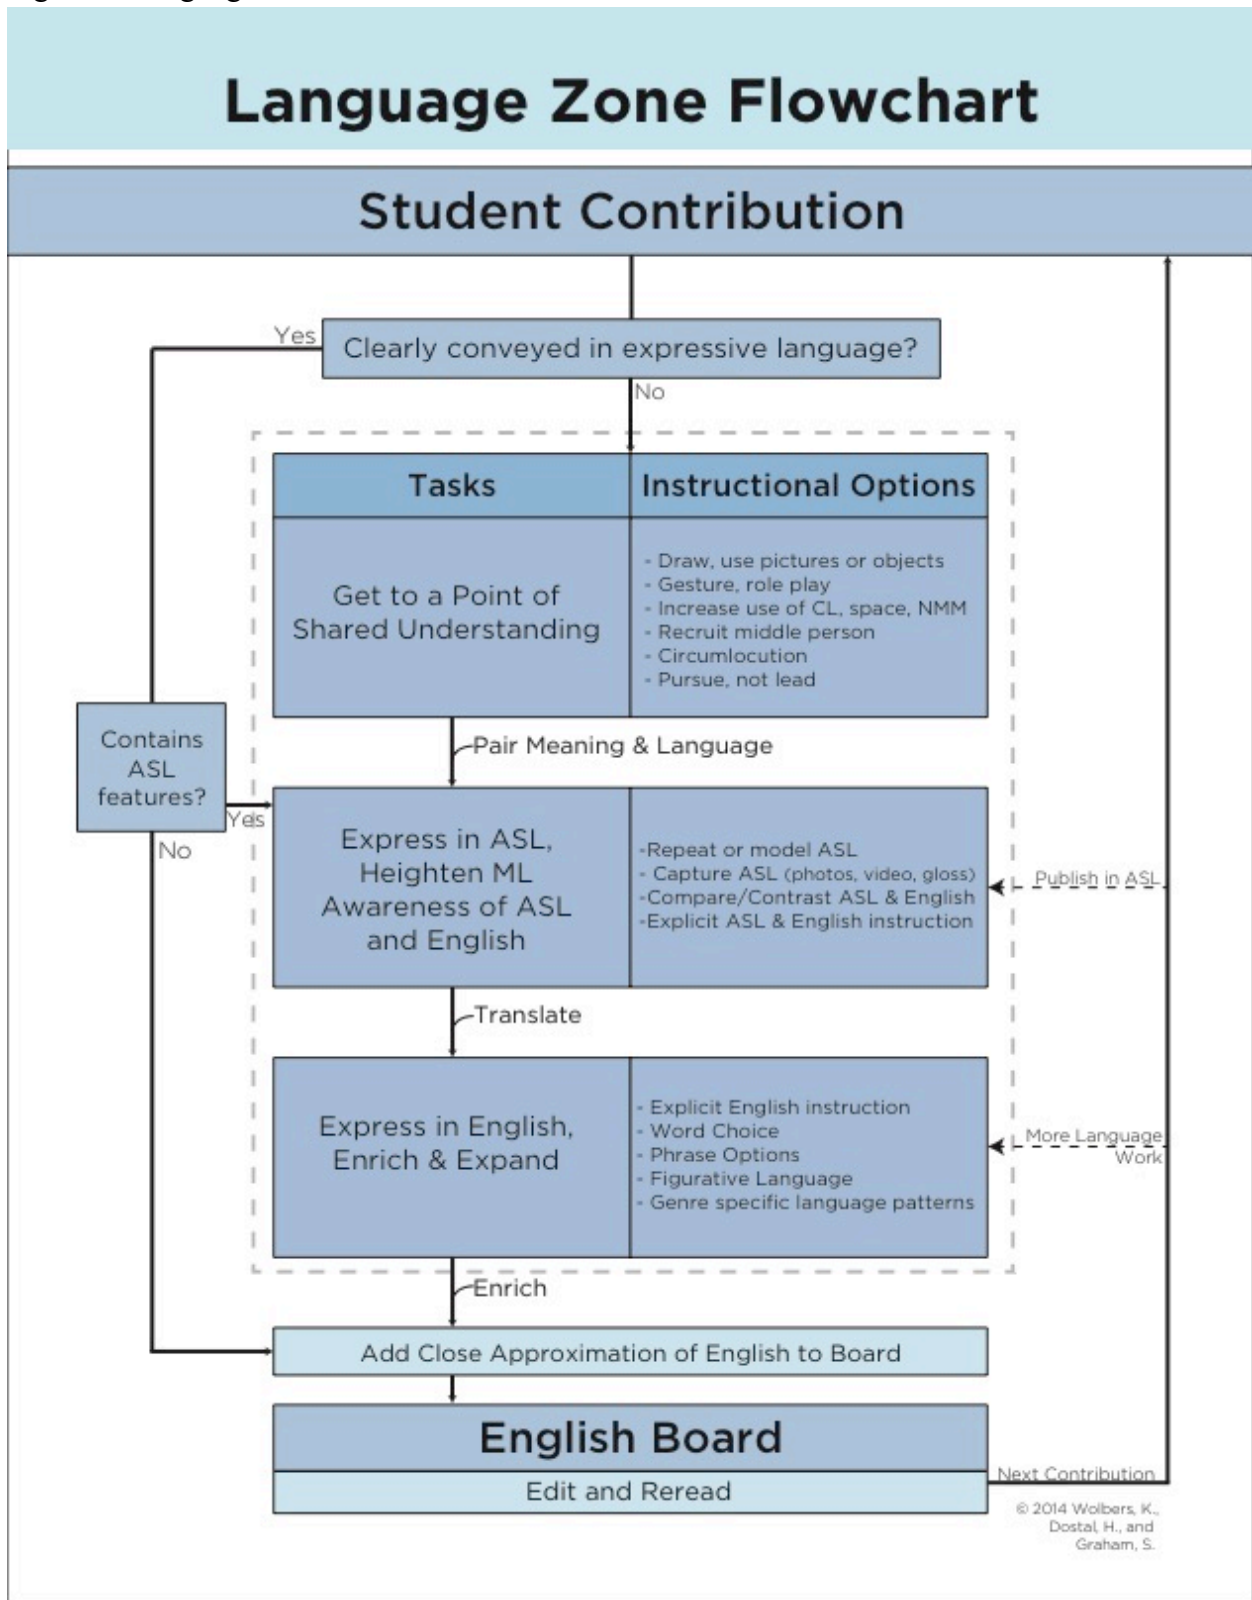 Language Zone Flowchart
Student Contribution
Yes
Clearly conveyed in expressive language?
No
Tasks
Instructional Options
Get to a Point of
Shared Understanding
- Draw, use pictures or objects
- Gesture, role play
- Increase use of CL, space, NMM
- Recruit middle person
- Circumlocution
- Pursue, not lead
Contains
ASL
features?
Yes
No
Pair Meaning & Language
Express in ASL,
Heighten ML
Awareness of ASL
and English
-Repeat or model ASL
- Capture ASL (photos, video, gloss)
-Compare/Contrast ASL & English
-Explicit ASL & English instruction
Publish in ASL
Translate
Express in English,
Enrich & Expand
- Explicit English instruction
- Word Choice
- Phrase Options
- Figurative Language
- Genre specific language patterns
More Language
Work
Enrich
Add Close Approximation of English to Board
English Board
Edit and Reread
Next Contribution
© 2014 Wolbers, K.,
Dostal, H., and
Graham, S.